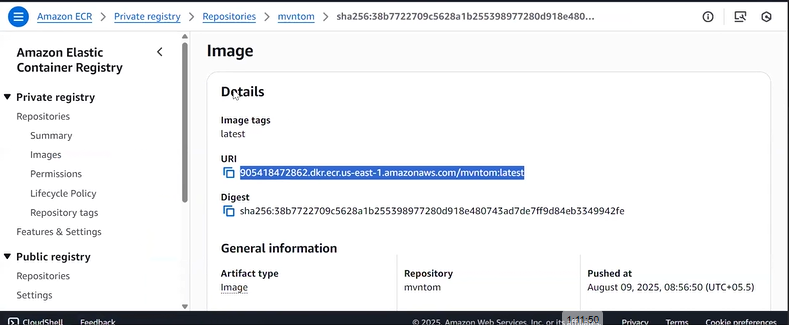 Amazon ECR > Private registry > Repositories > mvntom > sha256:38b7722709c5628a1b255398977280d918e480...
Amazon Elastic
Container Registry
Private registry
Repositories
Summary
Images
Permissions
Lifecycle Policy
Repository tags
Features & Settings
Public registry
Repositories
Settings
Image
Details
Image tags
latest
URI
905418472862.dkr.ecr.us-east-1.amazonaws.com/mvntom:latest
Digest
sha256:38b7722709c5628a1b255398977280d918e480743ad7de7ff9d84eb3349942fe
General information
Artifact type
Image
Repository
mvntom
Pushed at
August 09, 2025, 08:56:50 (UTC+05.5)
CloudShell Feedback © 2025, Amazon Web Services, Inc. or its Privacy Terms Cookie preferences
1:11:50